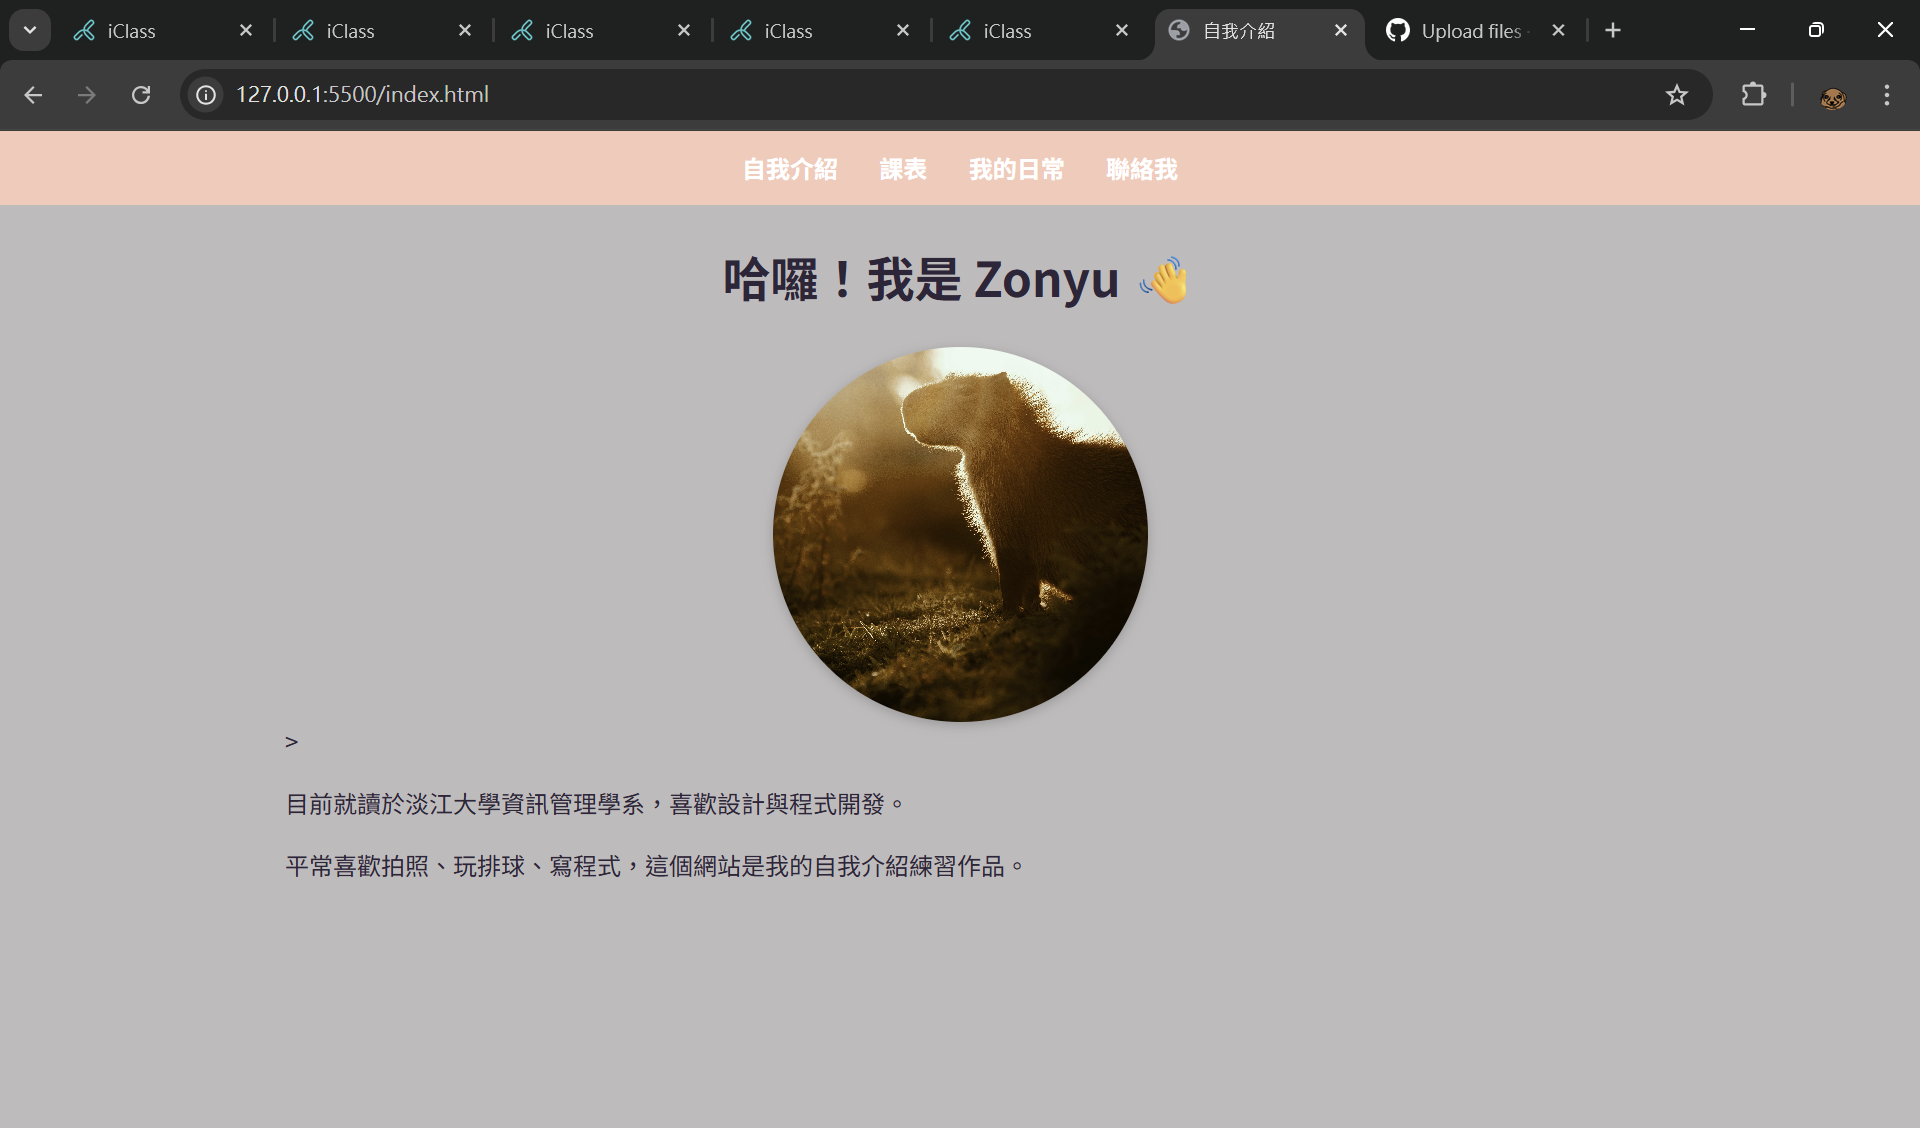 iClass
iClass
iClass
iClass
iClass
自我介紹
Upload files ·
127.0.0.1:5500/index.html
自我介紹 課表 我的日常 聯絡我
哈囉！我是 Zonyu 👋
>
目前就讀於淡江大學資訊管理學系，喜歡設計與程式開發。
平常喜歡拍照、玩排球、寫程式，這個網站是我的自我介紹練習作品。